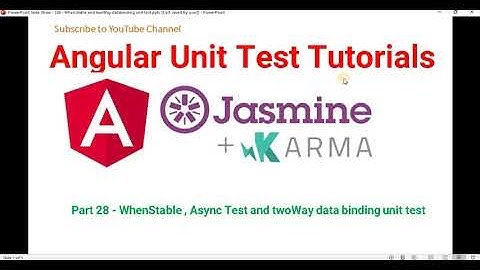 Subscribe to YouTube Channel
Angular Unit Test Tutorials
A
Jasmine
+ KARMA
Part 28 - WhenStable , Async Test and twoWay data binding unit test